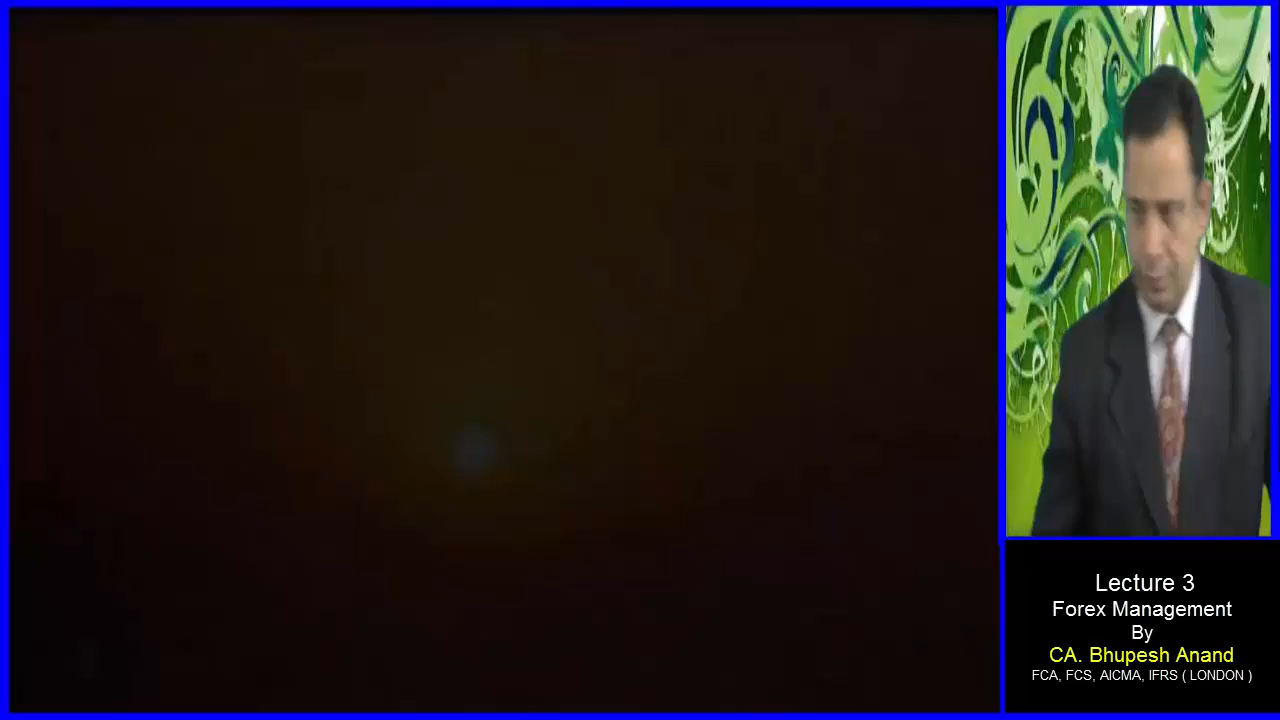 Lecture 3
Forex Management
By
CA. Bhupesh Anand
FCA, FCS, AICMA, IFRS ( LONDON )